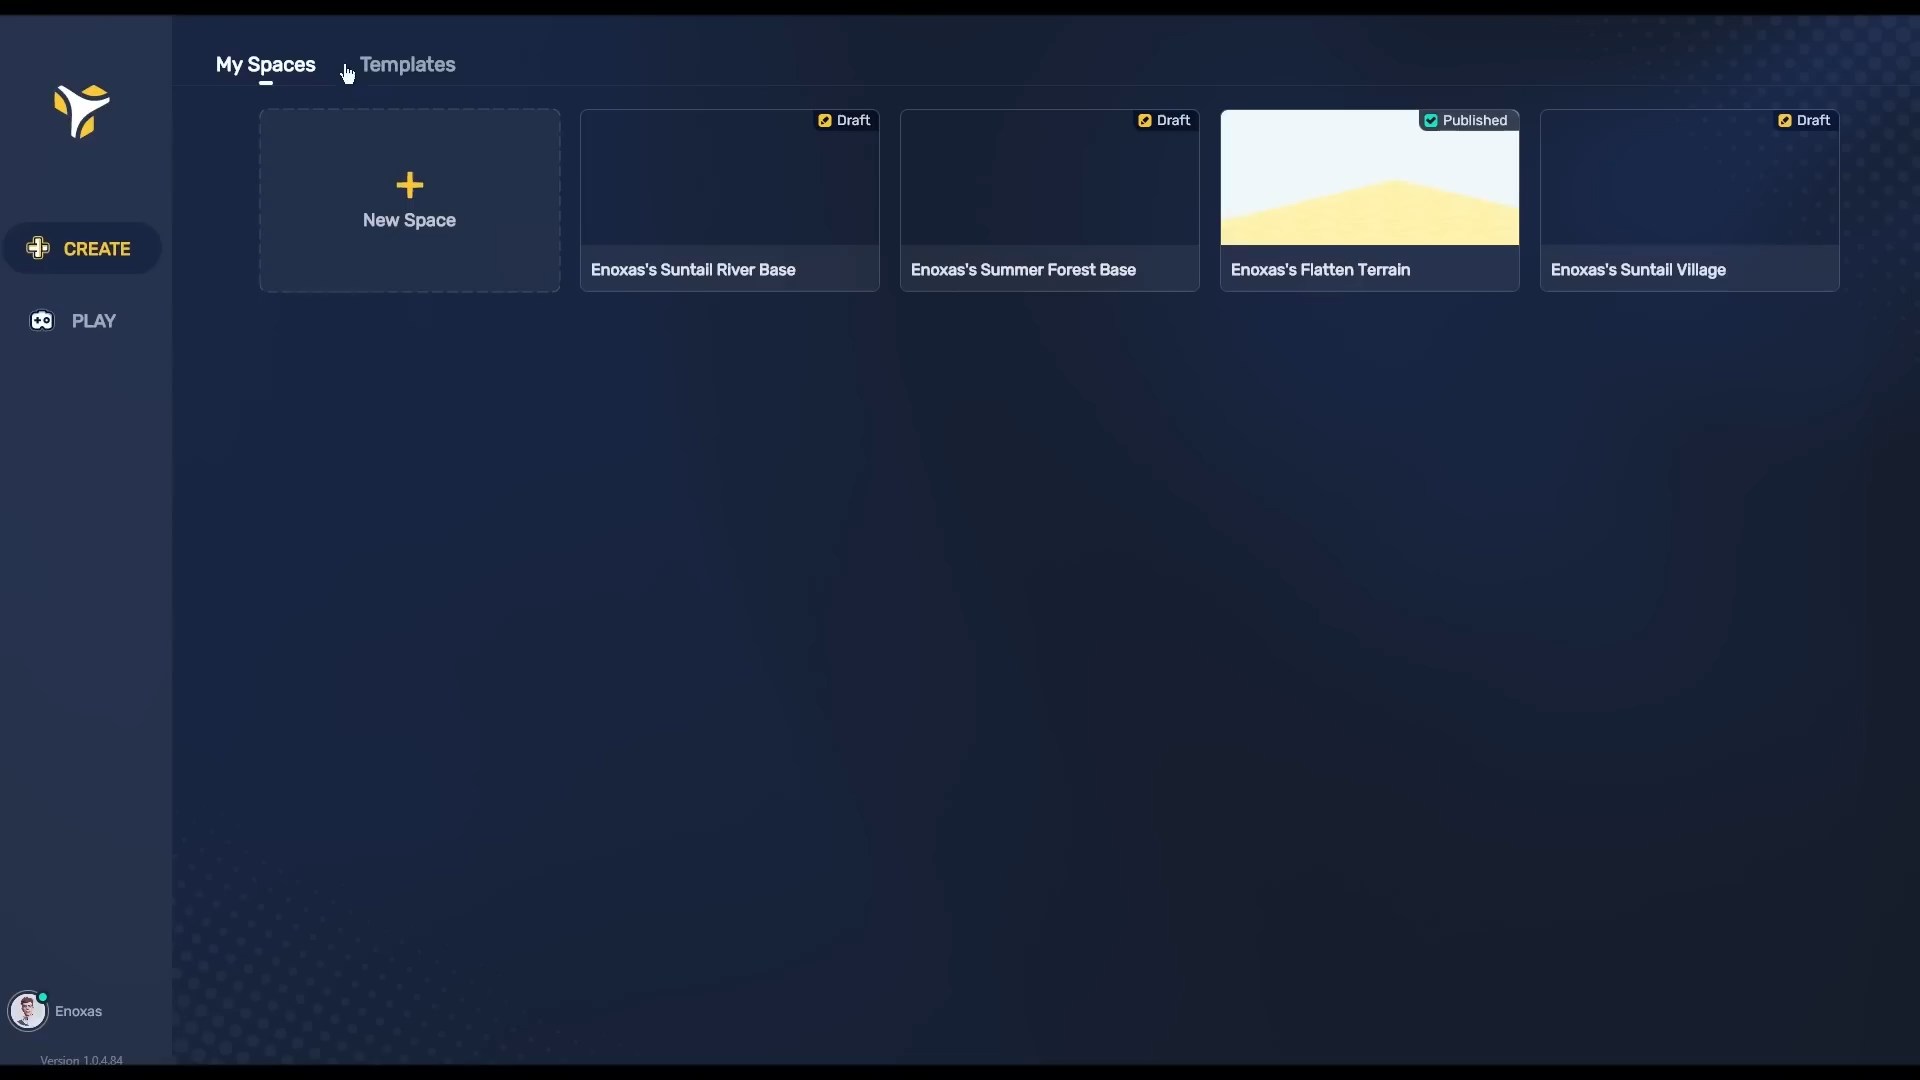 My Spaces
Templates
Draft
Draft
Published
Draft
New Space
Enoxas's Suntail River Base
Enoxas's Summer Forest Base
Enoxas's Flatten Terrain
Enoxas's Suntail Village
CREATE
PLAY
Enoxas
Version 1.0.4.84